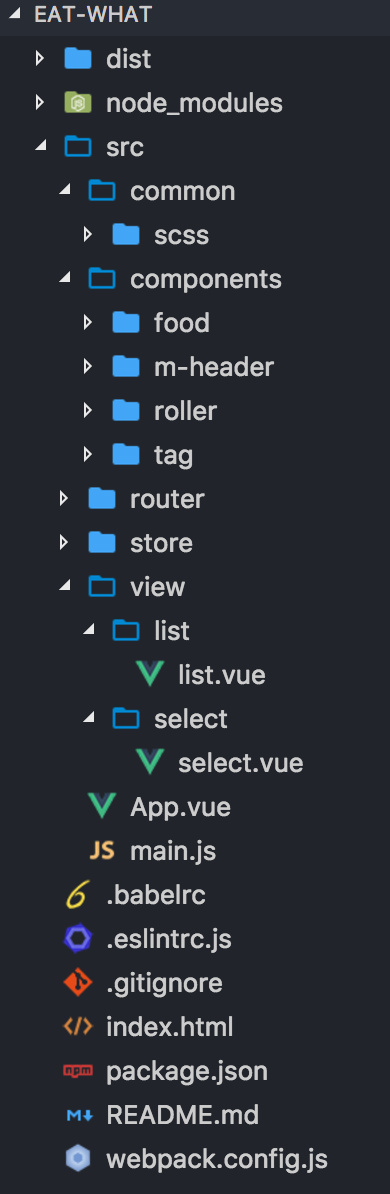 EAT-WHAT
dist
node_modules
src
common
scss
components
food
m-header
roller
tag
router
store
view
list
list.vue
select
select.vue
App.vue
JS main.js
.babelrc
.eslintrc.js
.gitignore
index.html
npm package.json
M README.md
webpack.config.js